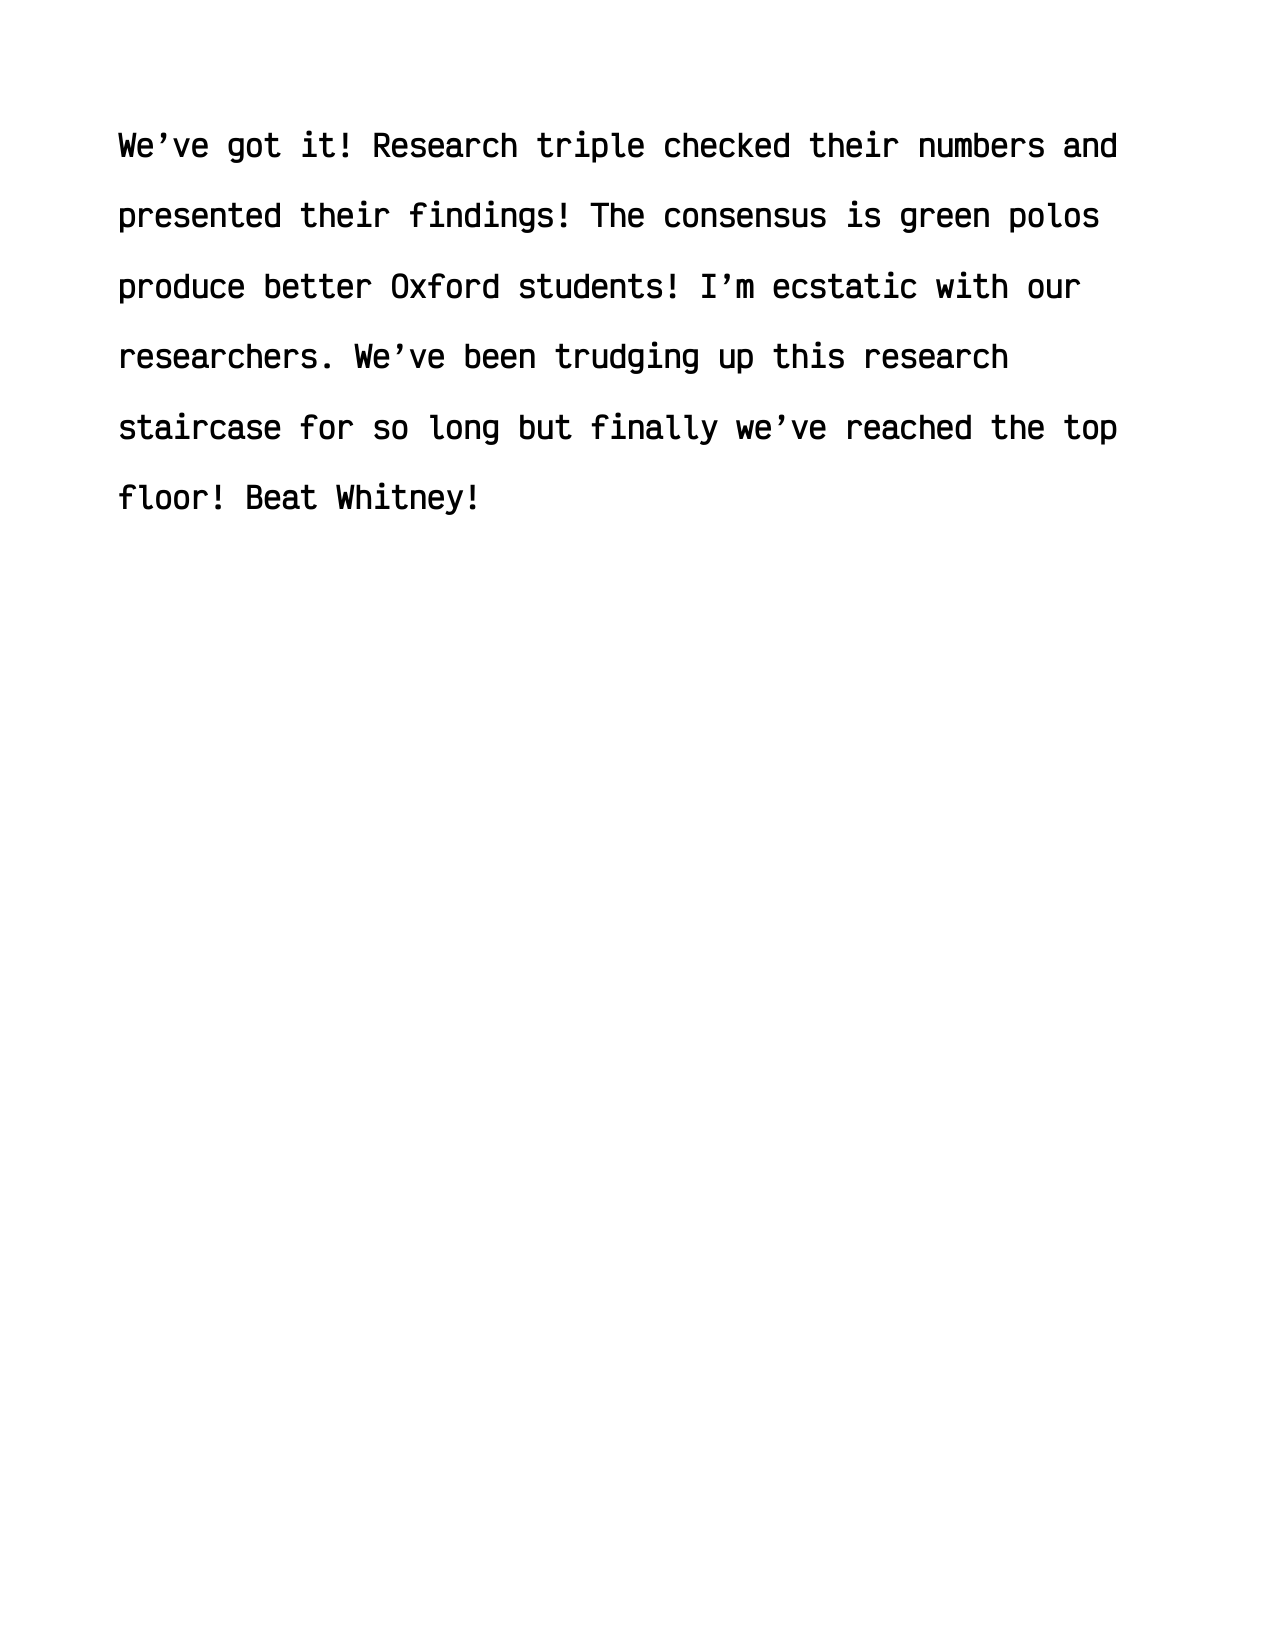 We’ve got it! Research triple checked their numbers and
presented their findings! The consensus is green polos
produce better Oxford students! I’m ecstatic with our
researchers. We’ve been trudging up this research
staircase for so long but finally we’ve reached the top
floor! Beat Whitney!